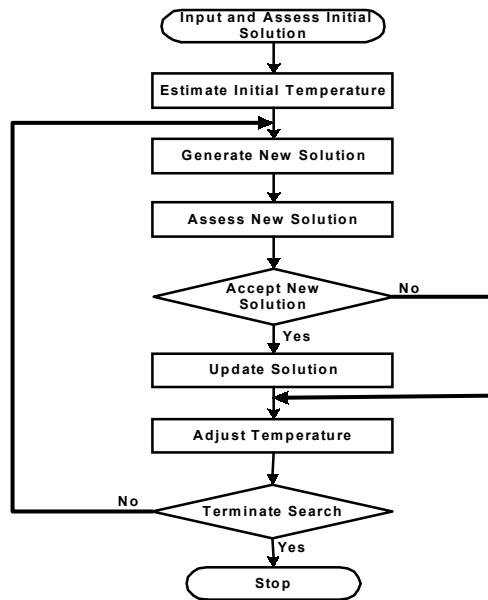 Input and Assess Initial
Solution
Estimate Initial Temperature
Generate New Solution
Assess New Solution
Accept New
Solution
No
Yes
Update Solution
Adjust Temperature
No
Terminate Search
Yes
Stop